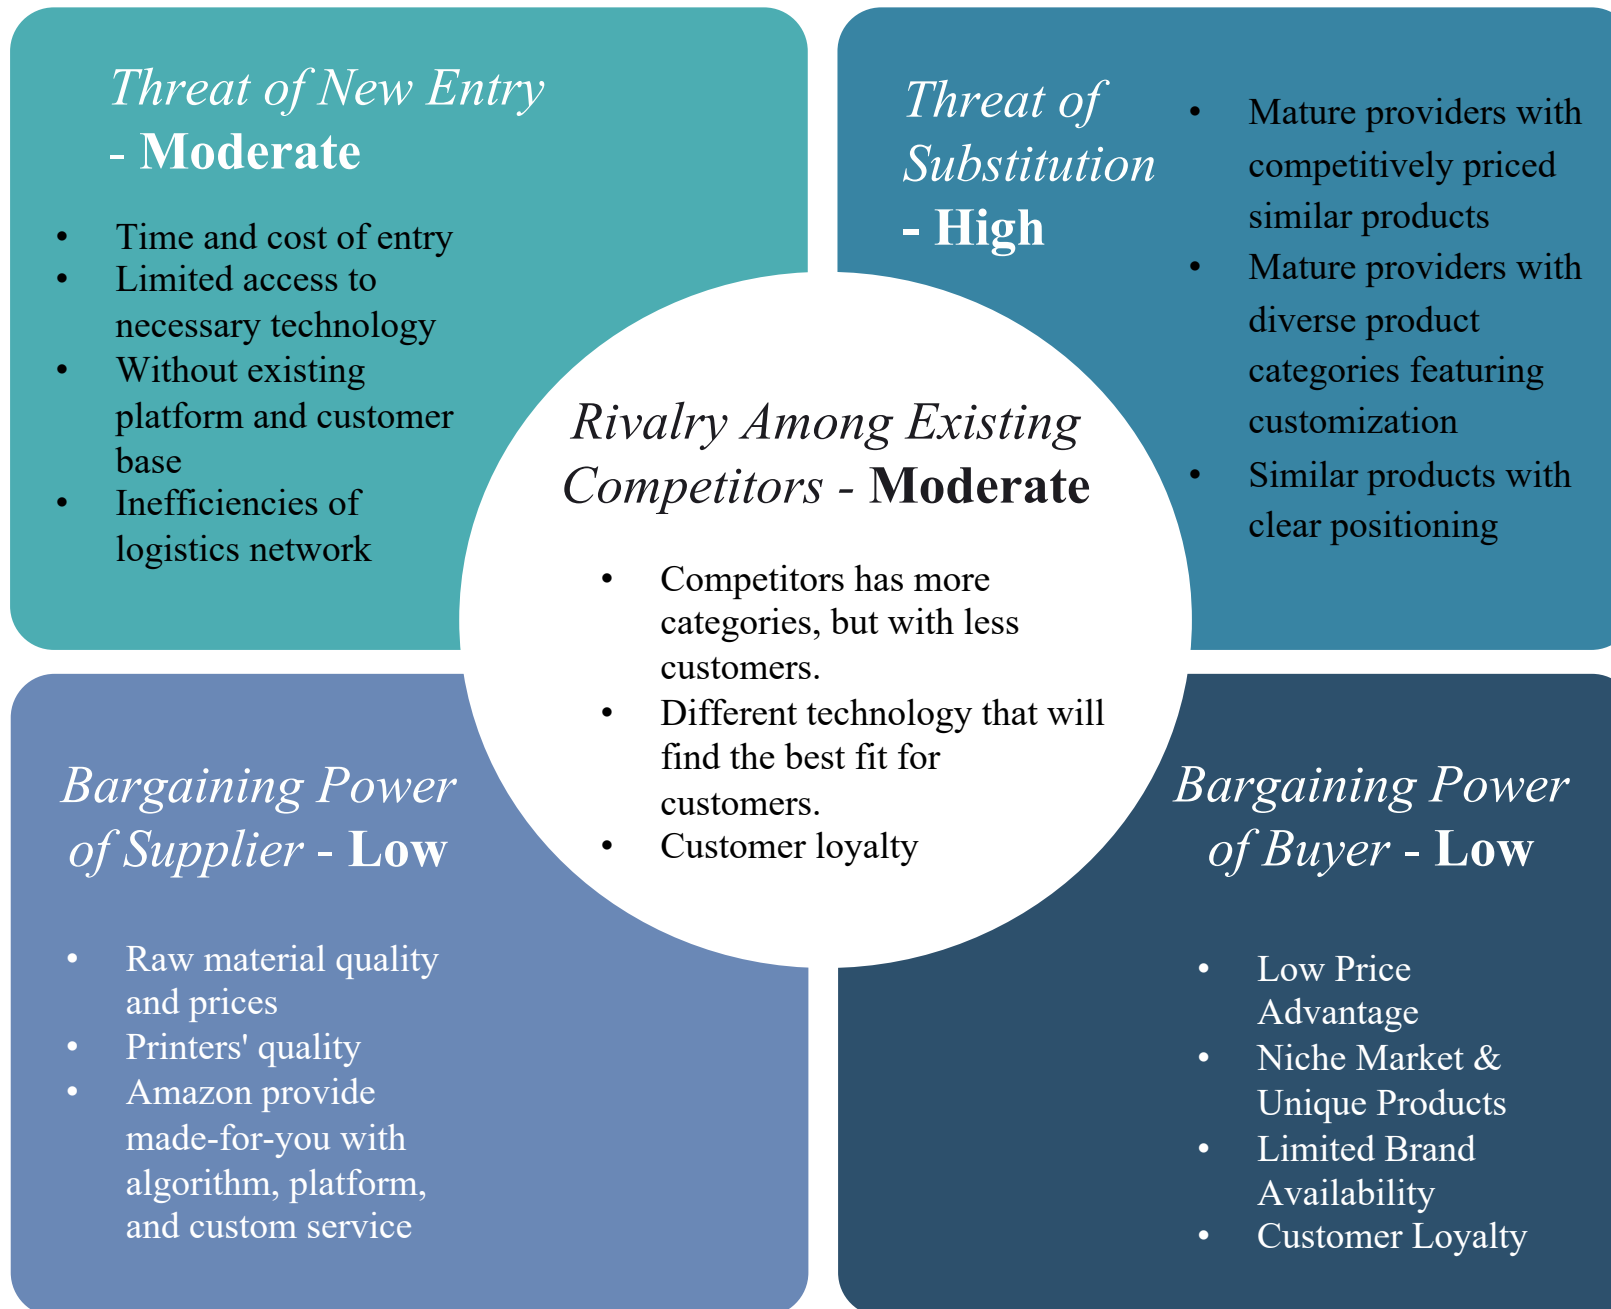 Threat of New Entry
- Moderate
• Time and cost of entry
• Limited access to
necessary technology
• Without existing
platform and customer
base
• Inefficiencies of
logistics network
Threat of
Substitution
- High
• Mature providers with
competitively priced
similar products
• Mature providers with
diverse product
categories featuring
customization
• Similar products with
clear positioning
Rivalry Among Existing
Competitors - Moderate
• Competitors has more
categories, but with less
customers.
• Different technology that will
find the best fit for
customers.
• Customer loyalty
Bargaining Power
of Supplier - Low
• Raw material quality
and prices
• Printers' quality
• Amazon provide
made-for-you with
algorithm, platform,
and custom service
Bargaining Power
of Buyer - Low
• Low Price
Advantage
• Niche Market &
Unique Products
• Limited Brand
Availability
• Customer Loyalty